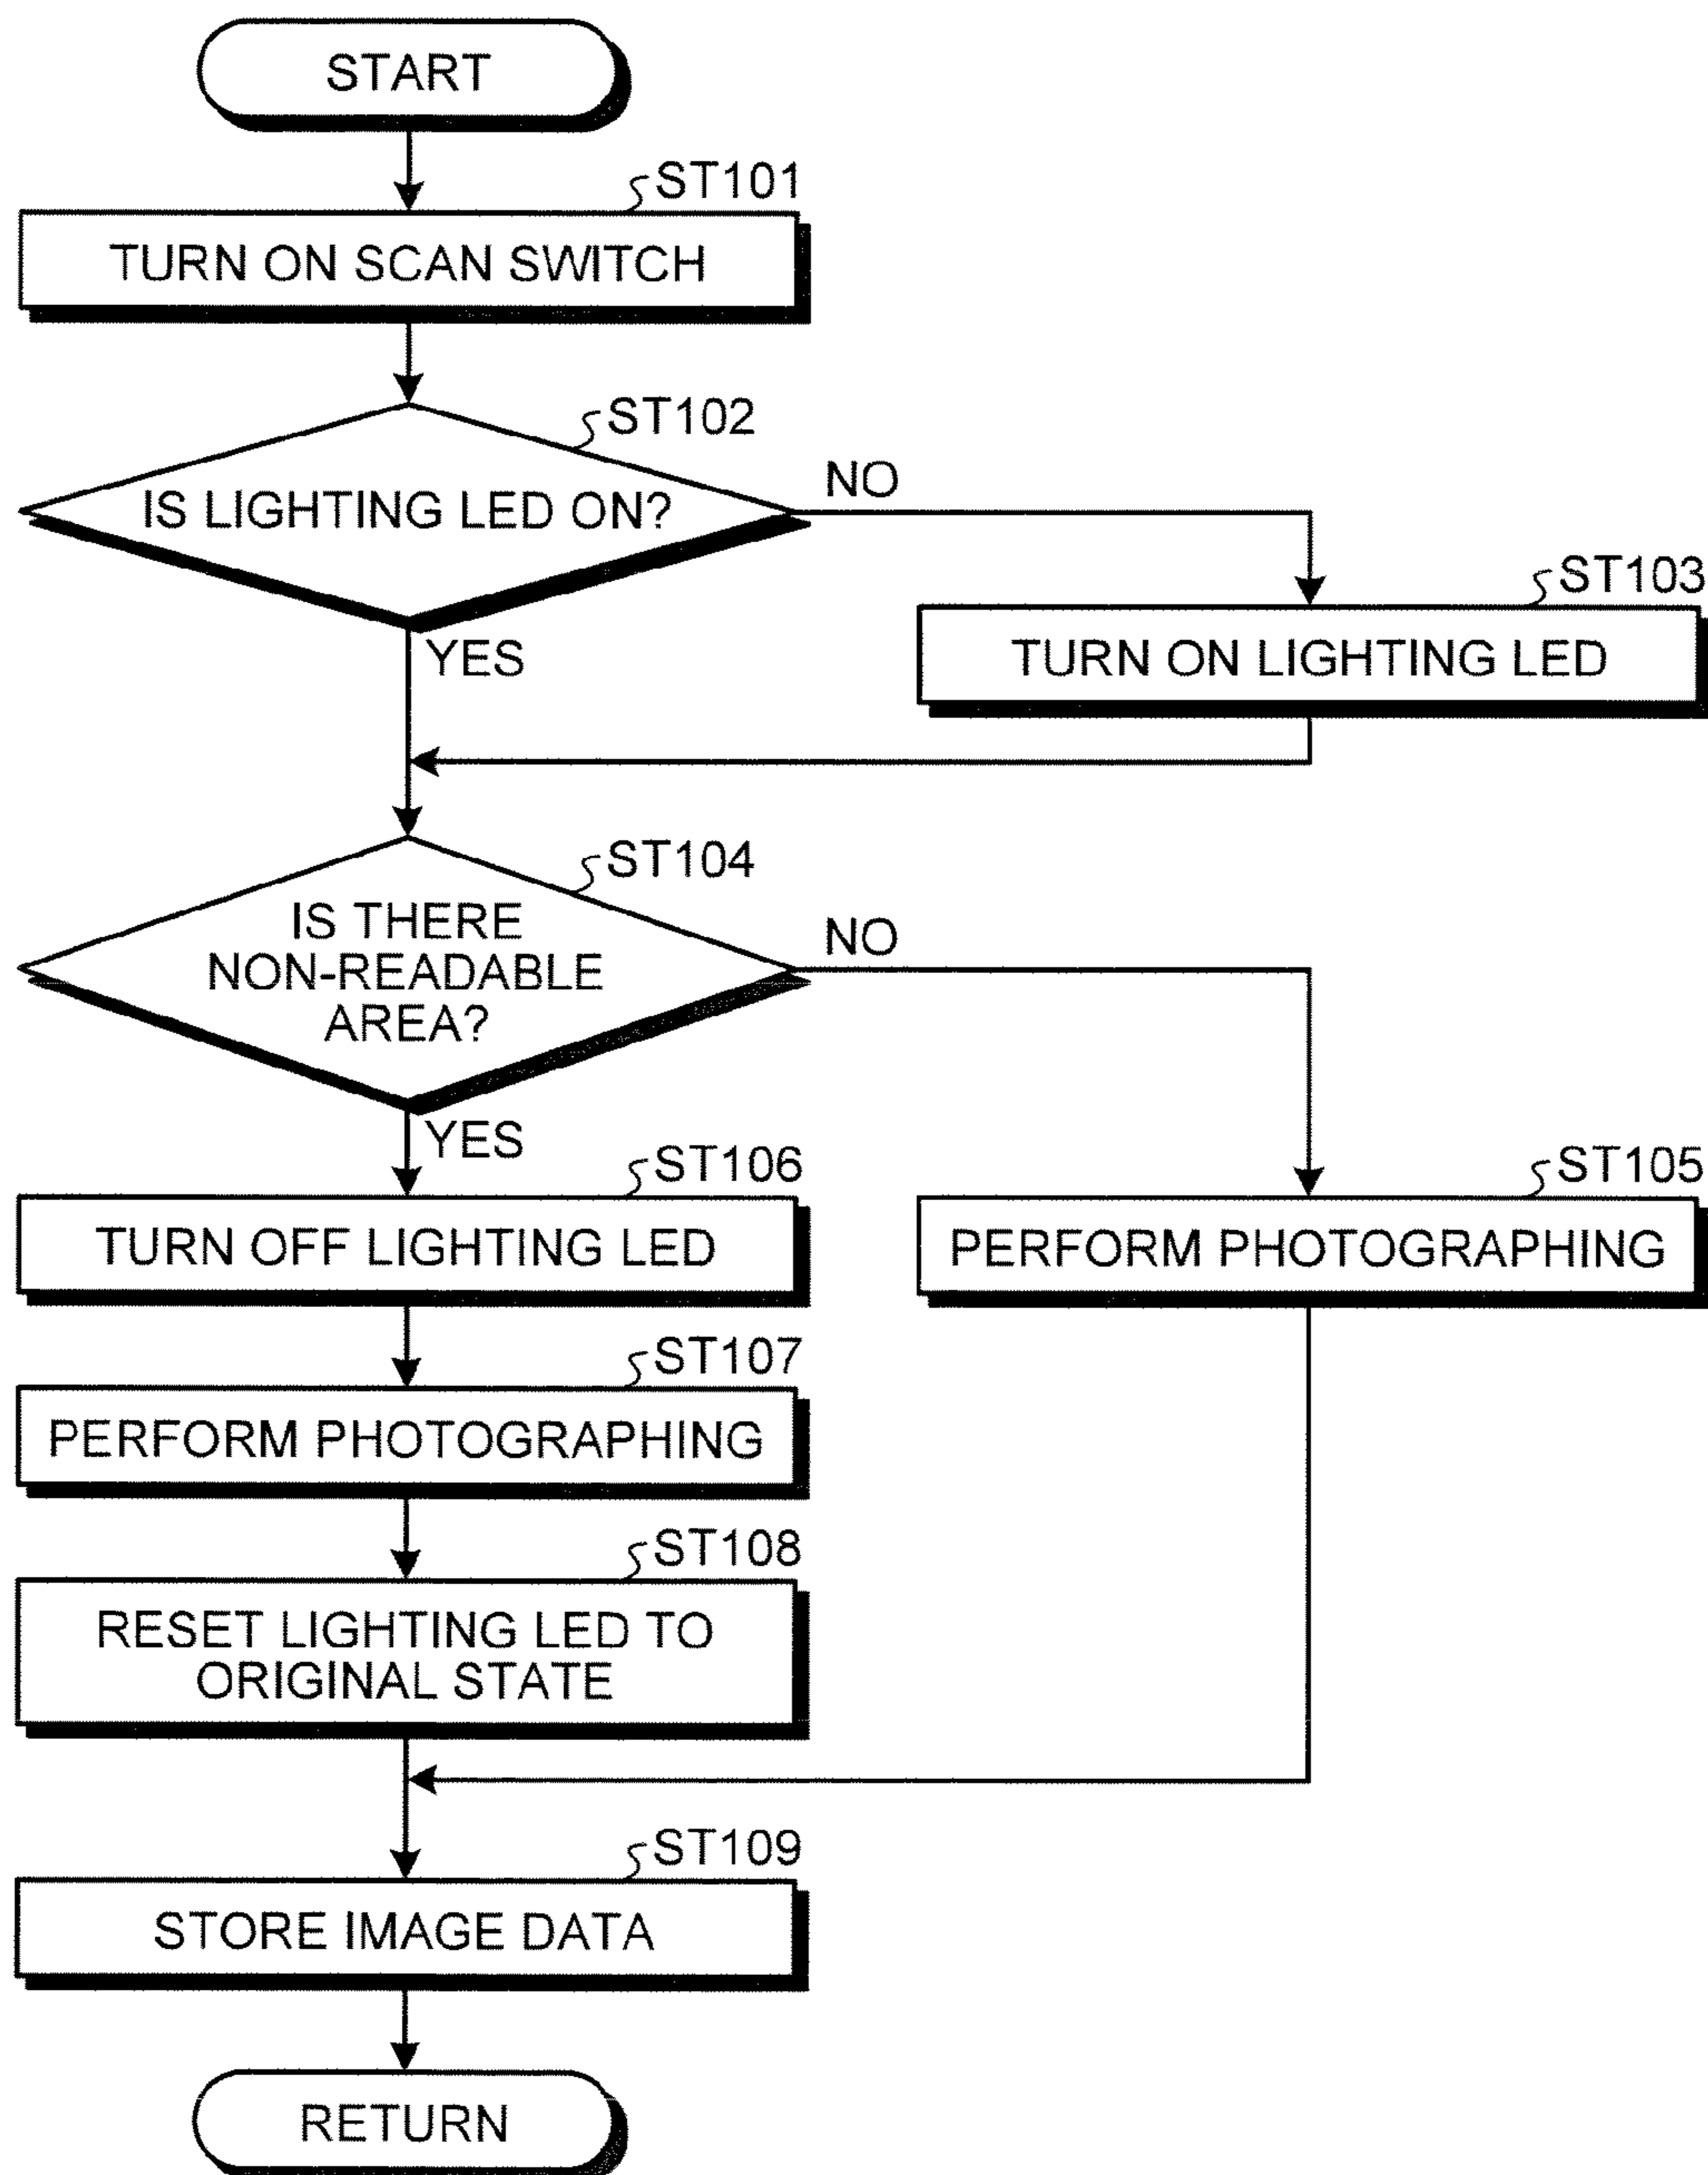 START
ST101
TURN ON SCAN SWITCH
ST102
IS LIGHTING LED ON?
NO
ST103
TURN ON LIGHTING LED
YES
ST104
IS THERE
NON-READABLE
AREA?
NO
YES
ST106
TURN OFF LIGHTING LED
ST105
PERFORM PHOTOGRAPHING
ST107
PERFORM PHOTOGRAPHING
ST108
RESET LIGHTING LED TO
ORIGINAL STATE
ST109
STORE IMAGE DATA
RETURN